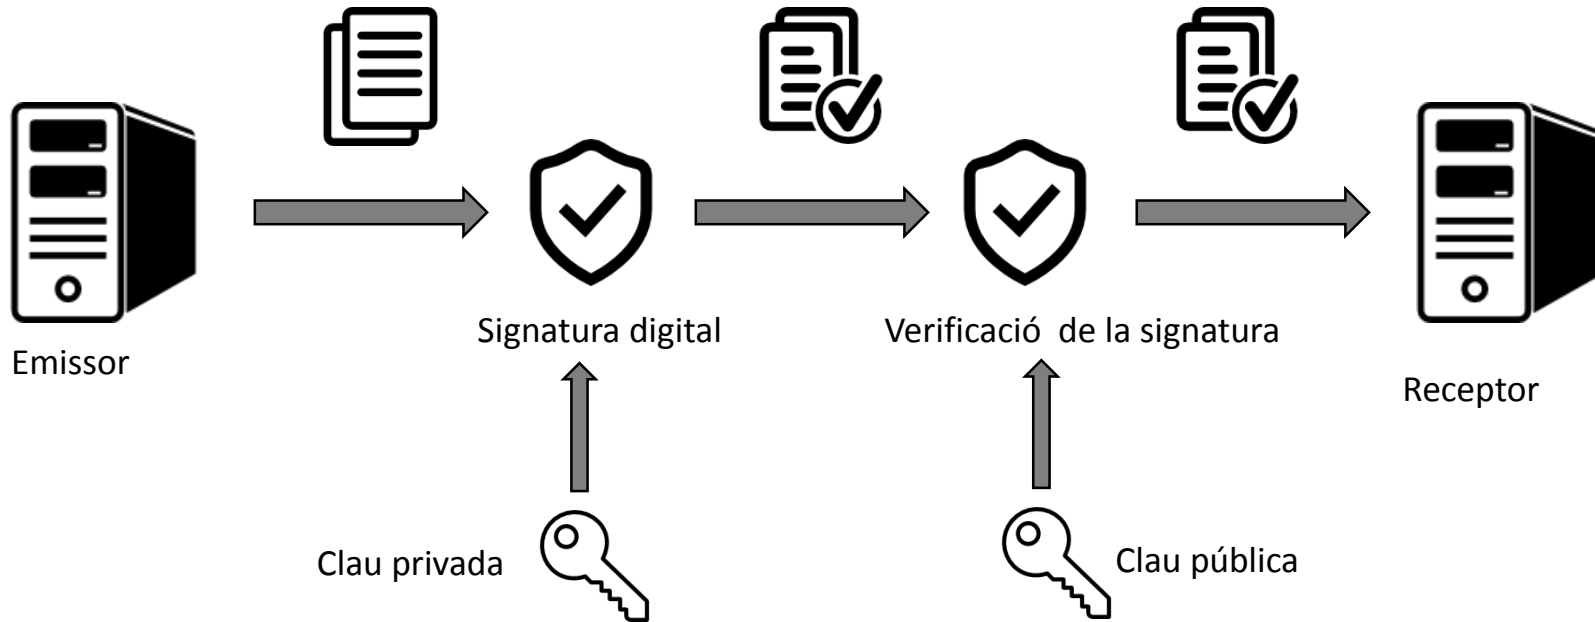 Signatura digital
Verificació  de la signatura
Emissor
Receptor
Clau privada
Clau pública